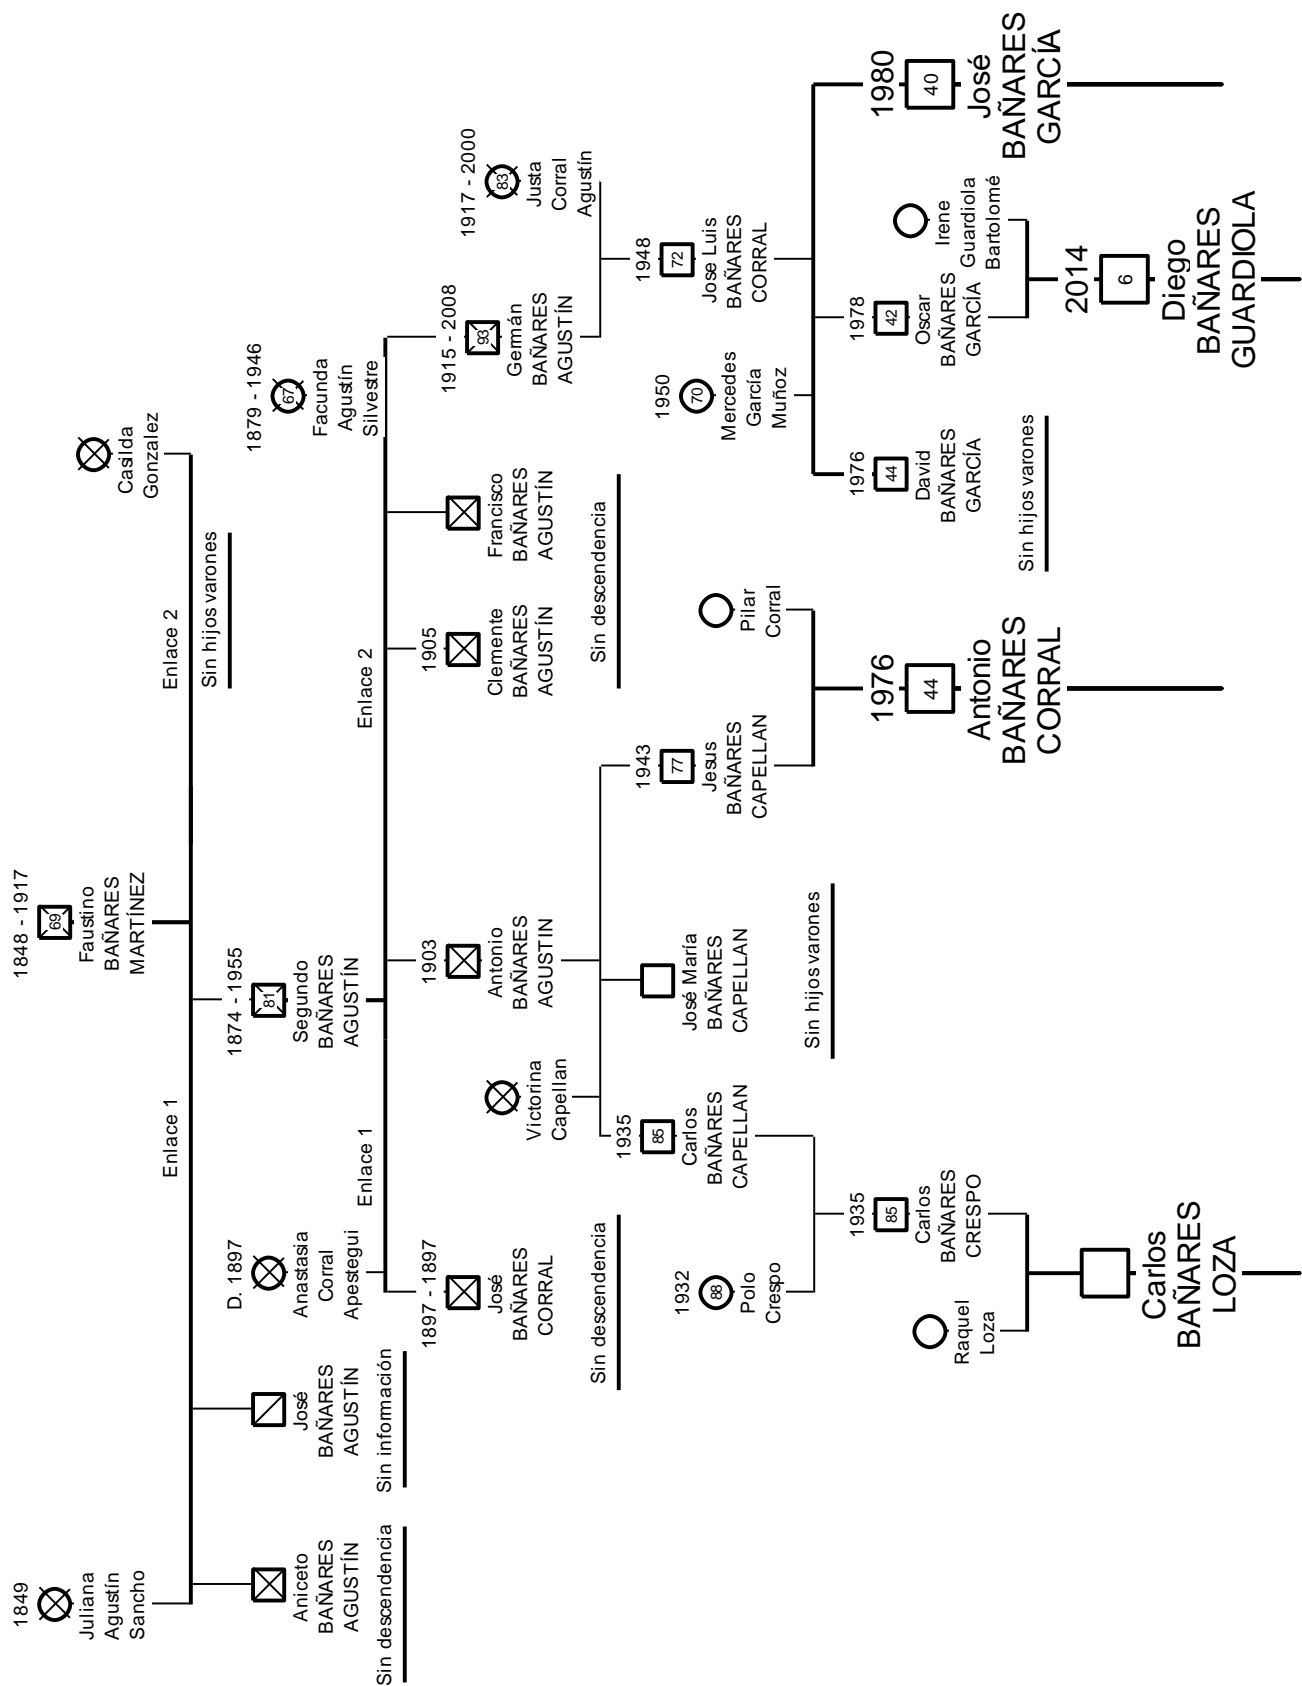 1848 - 1917
69
Faustino
BAÑARES
MARTÍNEZ
1849
Juliana
Agustín
Sancho
Enlace 1
Enlace 2
Casilda
Gonzalez
Sin hijos varones
Aniceto
BAÑARES
AGUSTÍN
Sin descendencia
José
BAÑARES
AGUSTÍN
Sin información
1874 - 1955
81
Segundo
BAÑARES
AGUSTÍN
D. 1897
Anastasia
Corral
Apestegui
Enlace 1
Enlace 2
1879 - 1946
67
Facunda
Agustín
Silvestre
1897 - 1897
José
BAÑARES
CORRAL
Sin descendencia
1903
Antonio
BAÑARES
AGUSTIN
1905
Clemente
BAÑARES
AGUSTÍN
Francisco
BAÑARES
AGUSTÍN
Sin descendencia
1915 - 2008
93
Germán
BAÑARES
AGUSTÍN
1917 - 2000
83
Justa
Corral
Agustín
Victorina
Capellan
1935
85
Carlos
BAÑARES
CAPELLAN
José María
BAÑARES
CAPELLAN
Sin hijos varones
1943
77
Jesus
BAÑARES
CAPELLAN
Pilar
Corral
1948
72
Jose Luis
BAÑARES
CORRAL
1950
70
Mercedes
García
Muñoz
1932
88
Polo
Crespo
1935
85
Carlos
BAÑARES
CRESPO
Raquel
Loza
1976
44
Antonio
BAÑARES
CORRAL
1976
44
David
BAÑARES
GARCÍA
Sin hijos varones
1978
42
Oscar
BAÑARES
GARCÍA
Irene
Guardiola
Bartolomé
1980
40
José
BAÑARES
GARCÍA
Carlos
BAÑARES
LOZA
2014
6
Diego
BAÑARES
GUARDIOLA